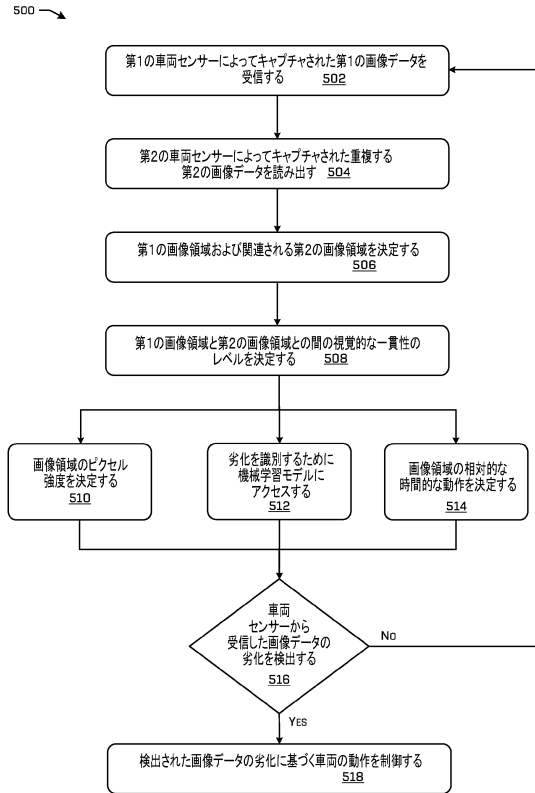 500
第1の車両センサーによってキャプチャされた第1の画像データを
受信する 502
第2の車両センサーによってキャプチャされた重複する
第2の画像データを読み出す 504
第1の画像領域および関連される第2の画像領域を決定する
506
第1の画像領域と第2の画像領域との間の視覚的な一貫性の
レベルを決定する 508
画像領域のピクセル
強度を決定する
510
劣化を識別するために
機械学習モデルに
アクセスする
512
画像領域の相対的な
時間的な動作を決定する
514
車両
センサーから
受信した画像データの
劣化を検出する
516
No
YES
検出された画像データの劣化に基づく車両の動作を制御する
518